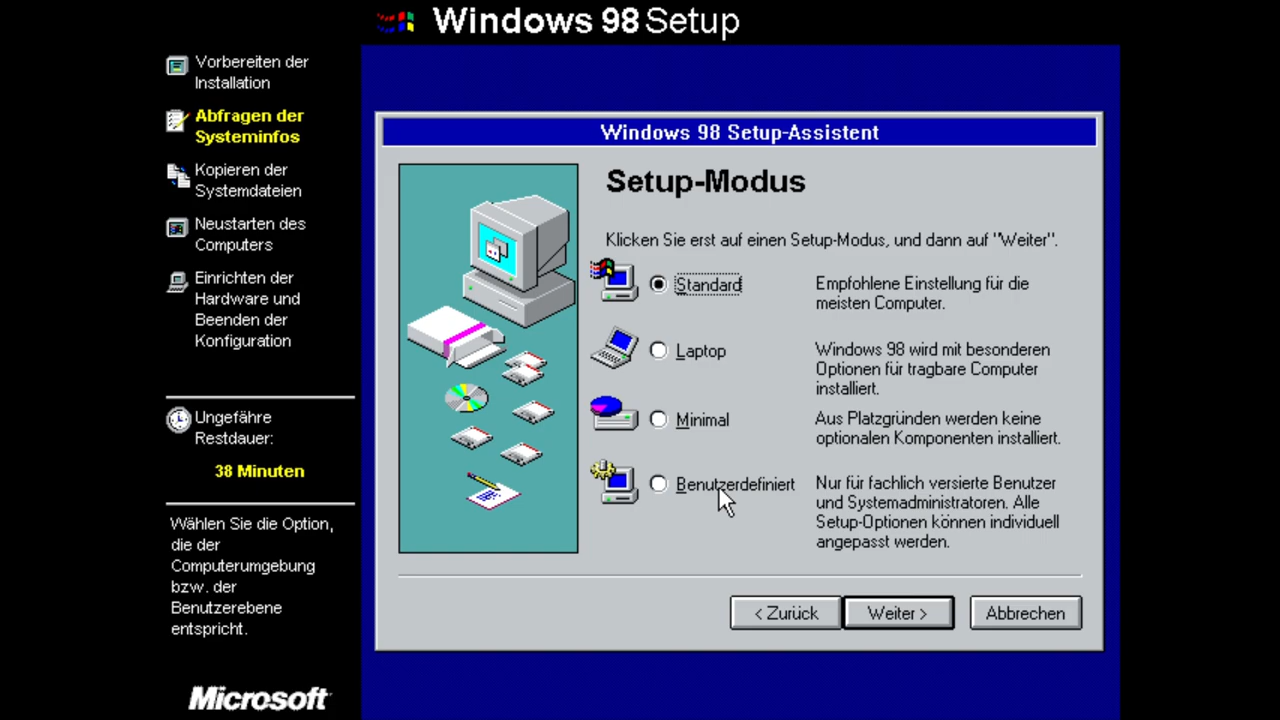 Windows 98 Setup
Vorbereiten der
Installation
Abfragen der
Systeminfos
Kopieren der
Systemdateien
Neustarten des
Computers
Einrichten der
Hardware und
Beenden der
Konfiguration
Ungefähre
Restdauer:
38 Minuten
Wählen Sie die Option,
die der
Computerumgebung
bzw. der
Benutzerebene
entspricht.
Microsoft
Windows 98 Setup-Assistent
Setup-Modus
Klicken Sie erst auf einen Setup-Modus, und dann auf "Weiter".
Standard
Empfohlene Einstellung für die
meisten Computer.
Laptop
Windows 98 wird mit besonderen
Optionen für tragbare Computer
installiert.
Minimal
Aus Platzgründen werden keine
optionalen Komponenten installiert.
Benutzerdefiniert
Nur für fachlich versierte Benutzer
und Systemadministratoren. Alle
Setup-Optionen können individuell
angepasst werden.
< Zurück
Weiter >
Abbrechen